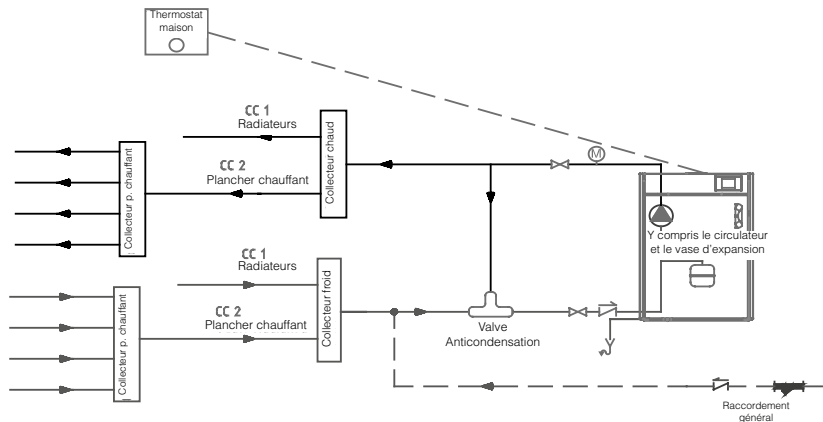 Thermostat
maison
CC 1
Radiateurs
Collecteur chaud
M
CC 2
Plancher chauffant
Collecteur p. chauffant
Y compris le circulateur
et le vase d'expansion
CC 1
Radiateurs
Collecteur froid
CC 2
Plancher chauffant
Collecteur p. chauffant
Valve
Anticondensation
Raccordement
général